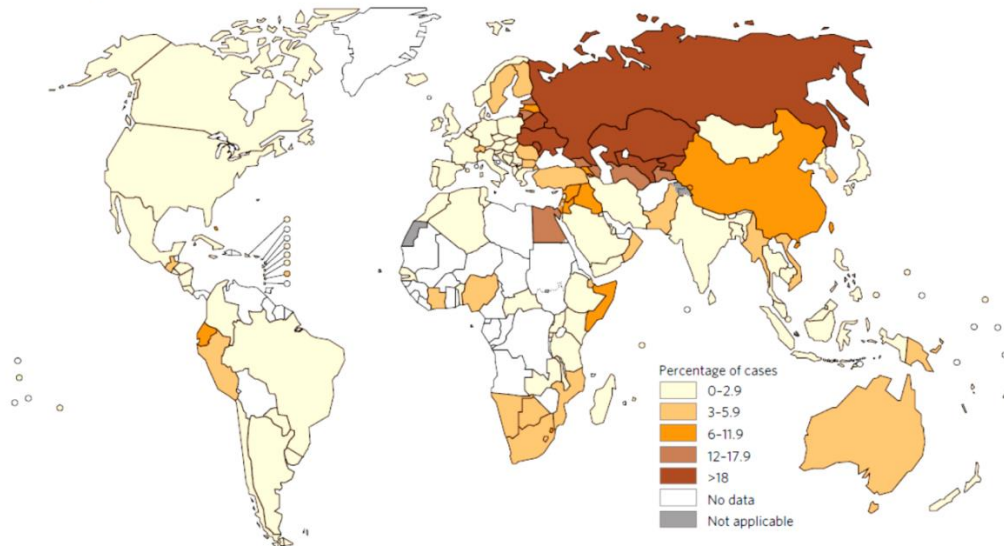 Percentage of cases
0–2.9
3–5.9
6–11.9
12–17.9
>18
No data
Not applicable